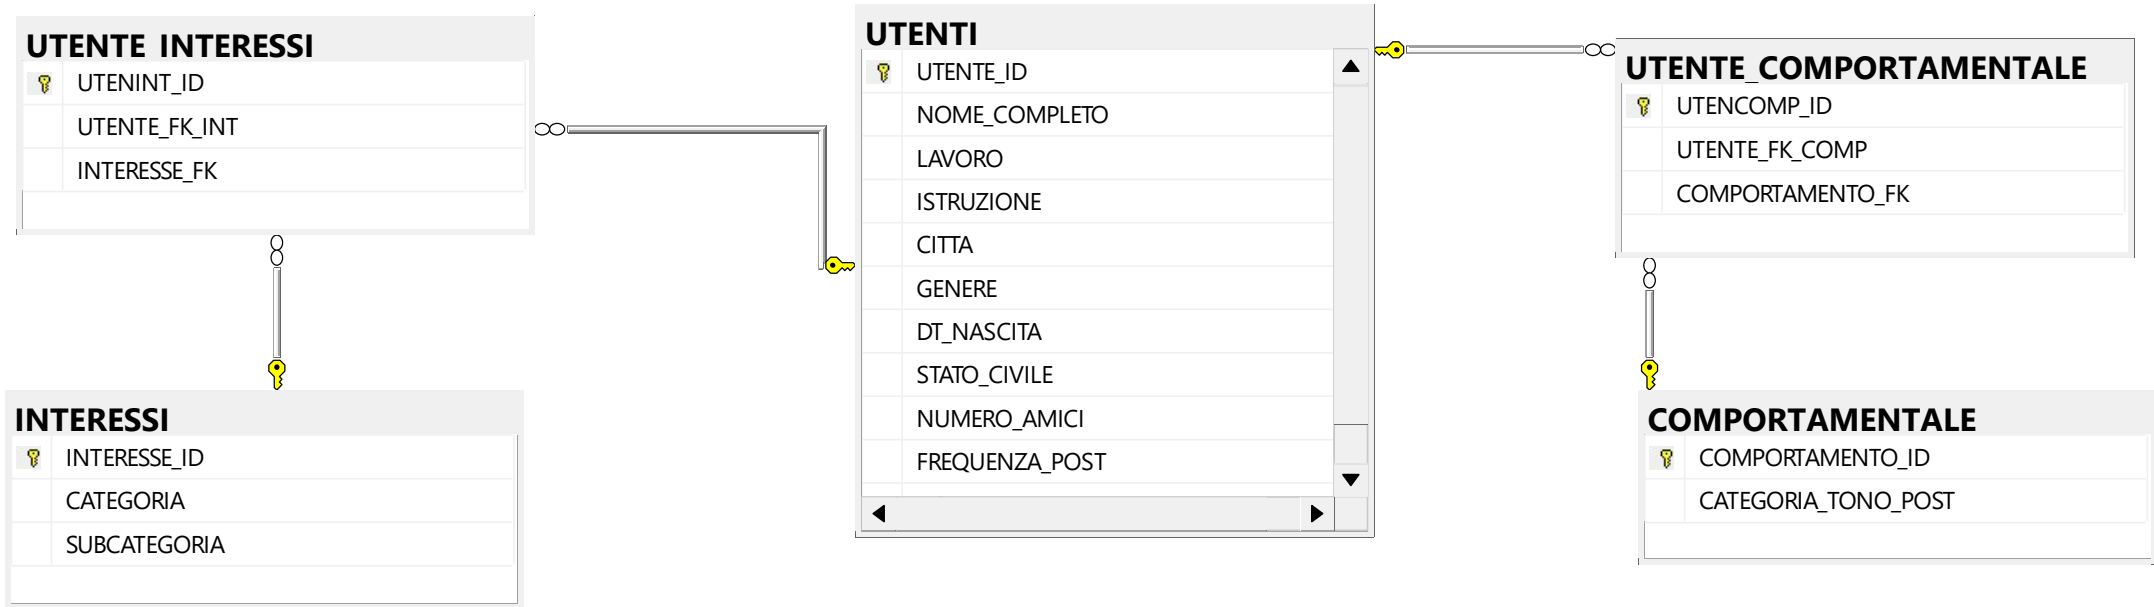 UTENTE_INTERESSI
UTENINT_ID
UTENTE_FK_INT
INTERESSE_FK
INTERESSI
INTERESSE_ID
CATEGORIA
SUBCATEGORIA
UTENTI
UTENTE_ID
NOME_COMPLETO
LAVORO
ISTRUZIONE
CITTA
GENERE
DT_NASCITA
STATO_CIVILE
NUMERO_AMICI
FREQUENZA_POST
UTENTE_COMPORTAMENTALE
UTENCOMP_ID
UTENTE_FK_COMP
COMPORTAMENTO_FK
COMPORTAMENTALE
COMPORTAMENTO_ID
CATEGORIA_TONO_POST